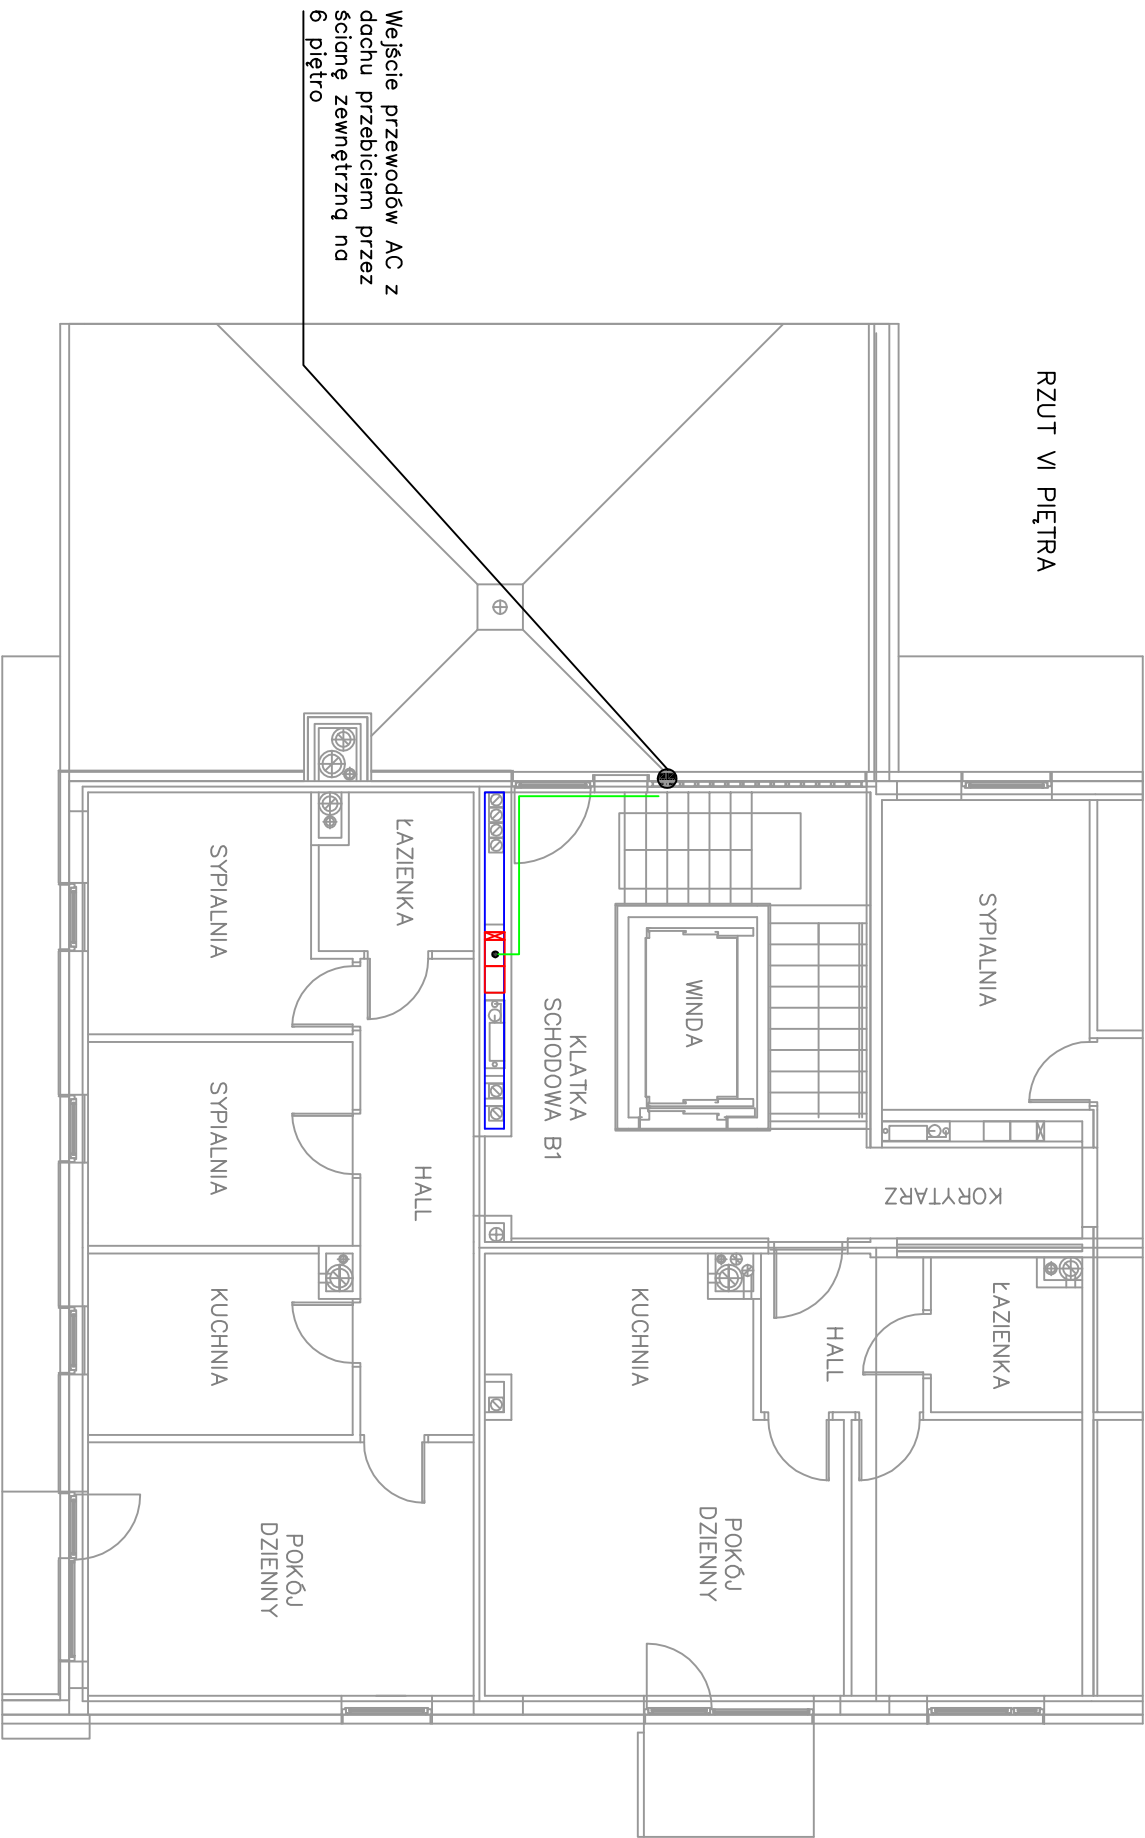 RZUT VI PIĘTRA
Wejście przewodów AC z
dachu przebiciem przez
ścianę zewnętrzną na
6 piętro
SYPIALNIA
WINDA
KLATKA
SCHODOWA B1
KORYTARZ
ŁAZIENKA
SYPIALNIA
SYPIALNIA
HALL
KUCHNIA
ŁAZIENKA
HALL
KUCHNIA
POKÓJ
DZIENNY
POKÓJ
DZIENNY